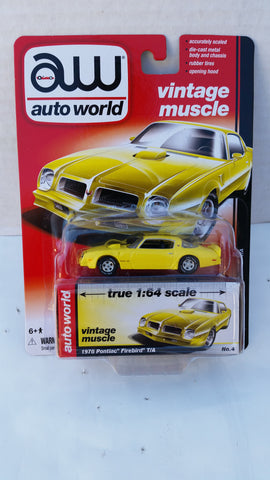 accurately scaled
die-cast metal
body and chassis
rubber tires
opening hood
aw
auto world
vintage
muscle
true 1:64 scale
auto world
vintage
muscle
6+
No.4
1976 Pontiac® Firebird® T/A